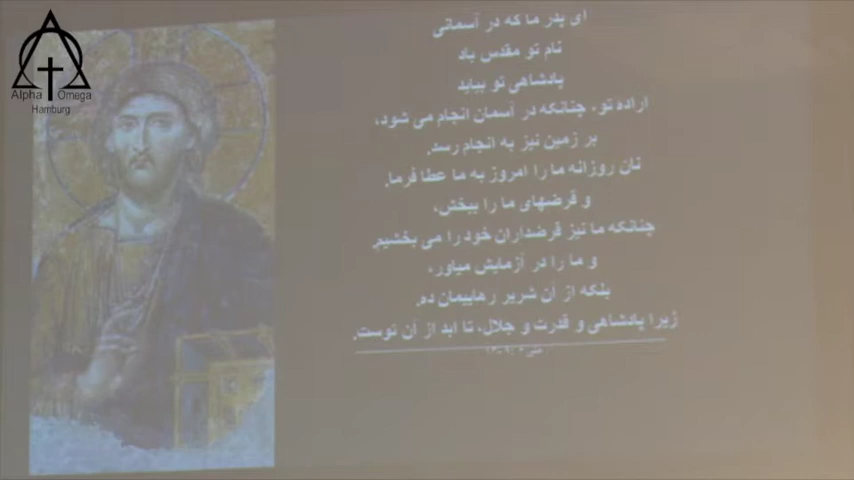 Alpha Omega
Hamburg
ای پدر ما که در آسمانی
نام تو مقدس باد
پادشاهی تو بیاید
اراده تو، چنانکه در آسمان انجام می شود،
بر زمین نیز به انجام رسد.
نان روزانه ما را امروز به ما عطا فرما.
و قرضهای ما را ببخش،
چنانکه ما نیز قرضداران خود را می بخشیم.
و ما را در آزمایش میاور،
بلکه از آن شریر رهاییمان ده.
زیرا پادشاهی و قدرت و جلال، تا ابد از آن توست.